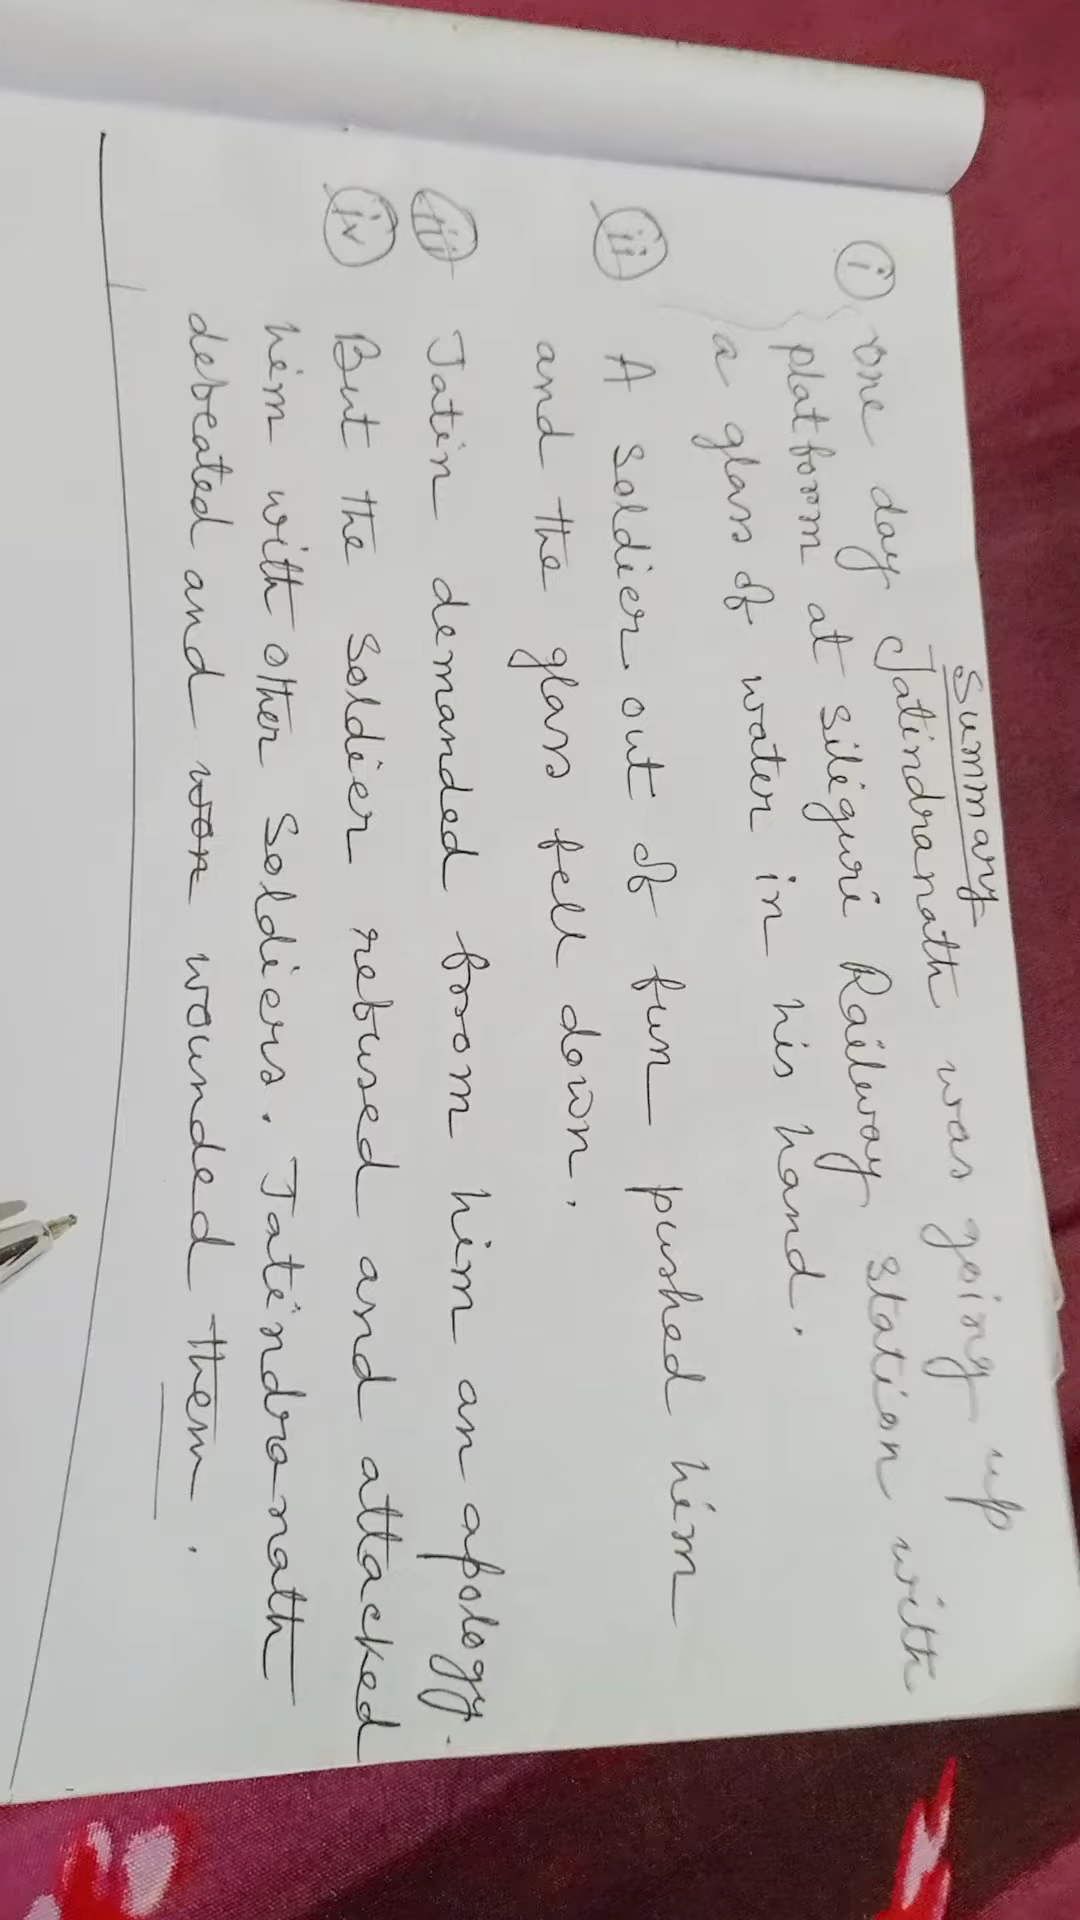 Summary
(i) One day Jatindranath was going up
platform at Siliguri Railway station with
a glass of water in his hand.
(ii) A soldier out of fun pushed him
and the glass fell down.
(iii) Jatin demanded from him an apology.
(iv) But the soldier refused and attacked
him with other soldiers. Jatindranath
defeated and won wounded them.